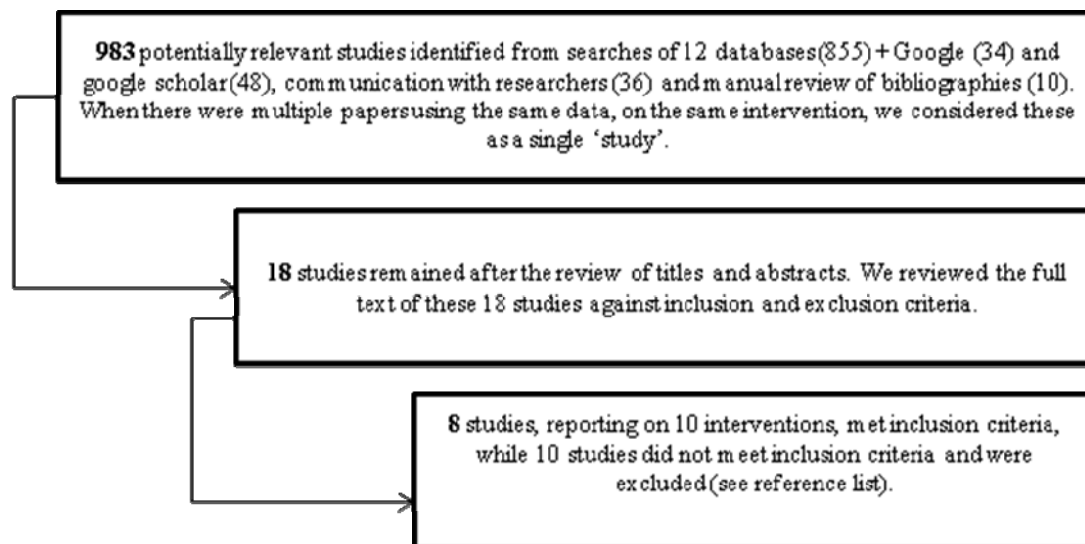 983 potentially relevant studies identified from searches of 12 databases(855) + Google (34) and
google scholar(48), communication with researchers (36) and manual review of bibliographies (10).
When there were multiple papersusing the same data, on the same intervention, we considered these
as a single ‘study’.
18 studies remained after the review of titles and abstracts. We reviewed the full
text of these 18 studies against inclusion and exclusion criteria.
8 studies, reporting on 10 interventions, met inclusion criteria,
while 10 studies did not meet inclusion criteria and were
excluded (see reference list).